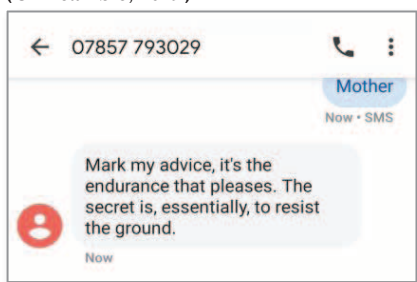 07857 793029
Mother
Now • SMS
Mark my advice, it's the
endurance that pleases. The
secret is, essentially, to resist
the ground.
Now